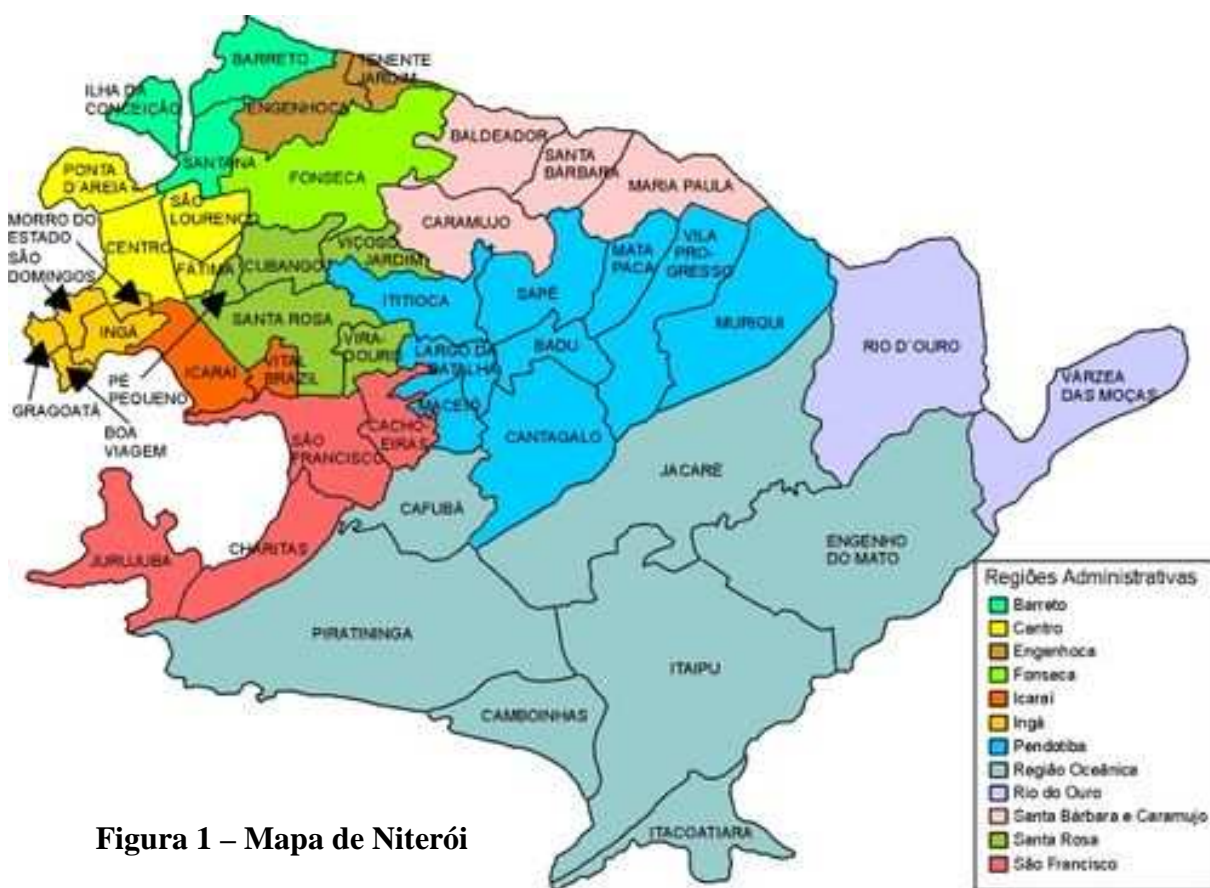 BARRETO
TENENTE
JARDIM
ILHA DA
CONCEIÇÃO
ENGENHOCA
SANTANA
BALDEADOR
SANTA
BÁRBARA
MARIA PAULA
PONTA
D'AREIA
FONSECA
SÃO
LOURENÇO
MORRO DO
ESTADO
CENTRO
CARAMUJO
SÃO
DOMINGOS
FÁTIMA
CUBANGO
VIÇOSO
JARDIM
MATA
PACA
VILA
PRO-
GRESSO
ITITIOCA
SAPÊ
INGÁ
SANTA ROSA
VIRA-
DOURO
LARGO DA
BATALHA
BADU
MURIQUI
RIO D'OURO
ICARAÍ
VITAL
BRAZIL
VÁRZEA
DAS MOÇAS
PÉ
PEQUENO
GRAGOATÁ
BOA
VIAGEM
MACEIÓ
SÃO
FRANCISCO
CACHO-
EIRAS
CANTAGALO
JACARÉ
CAFUBÁ
JURUJUBA
CHARITAS
ENGENHO
DO MATO
PIRATININGA
ITAIPU
CAMBOINHAS
ITACOATIARA
Regiões Administrativas
Barreto
Centro
Engenhoca
Fonseca
Icaraí
Ingá
Pendotiba
Região Oceânica
Rio do Ouro
Santa Bárbara e Caramujo
Santa Rosa
São Francisco
Figura 1 – Mapa de Niterói